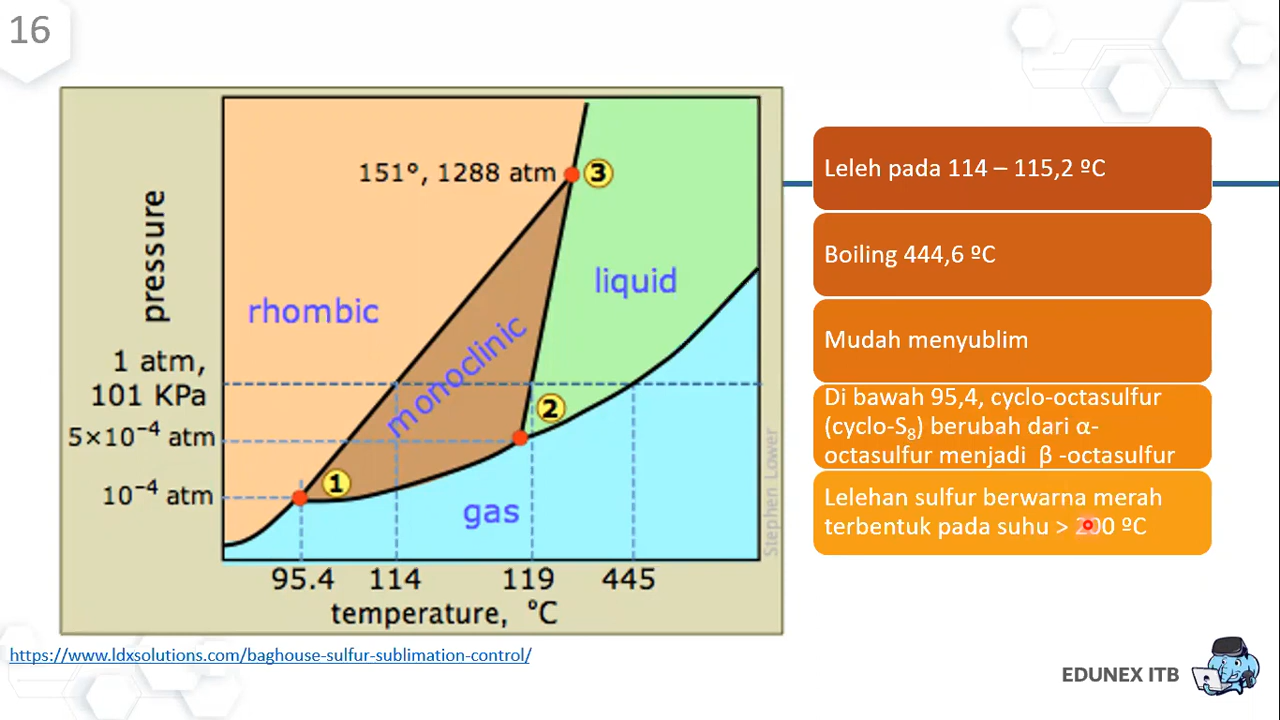 16
151°, 1288 atm
3
pressure
liquid
rhombic
monoclinic
1 atm,
101 KPa
2
5×10⁻⁴ atm
1
10⁻⁴ atm
gas
Stephen Lower
95.4 114 119 445
temperature, °C
Leleh pada 114 – 115,2 ºC
Boiling 444,6 ºC
Mudah menyublim
Di bawah 95,4, cyclo-octasulfur
(cyclo-S₈) berubah dari α-
octasulfur menjadi β -octasulfur
Lelehan sulfur berwarna merah
terbentuk pada suhu > 200 ºC
https://www.ldxsolutions.com/baghouse-sulfur-sublimation-control/
EDUNEX ITB